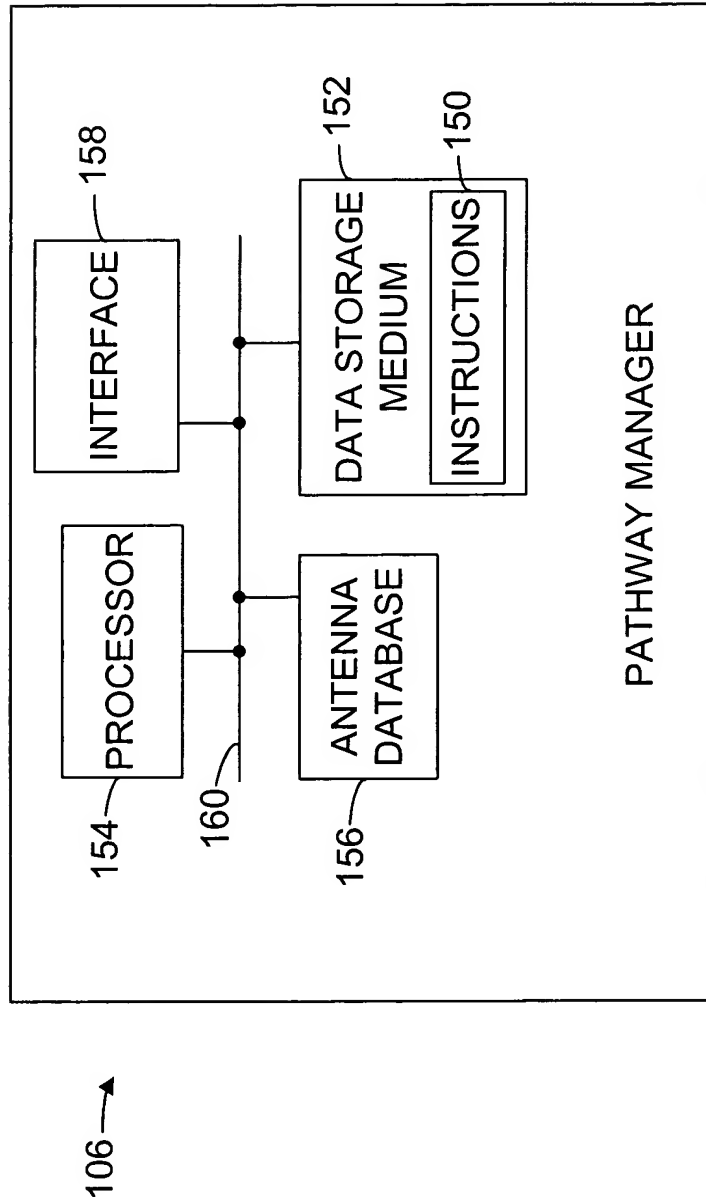 106
154
PROCESSOR
INTERFACE
158
160
156
ANTENNA
DATABASE
DATA STORAGE
MEDIUM
152
INSTRUCTIONS
150
PATHWAY MANAGER